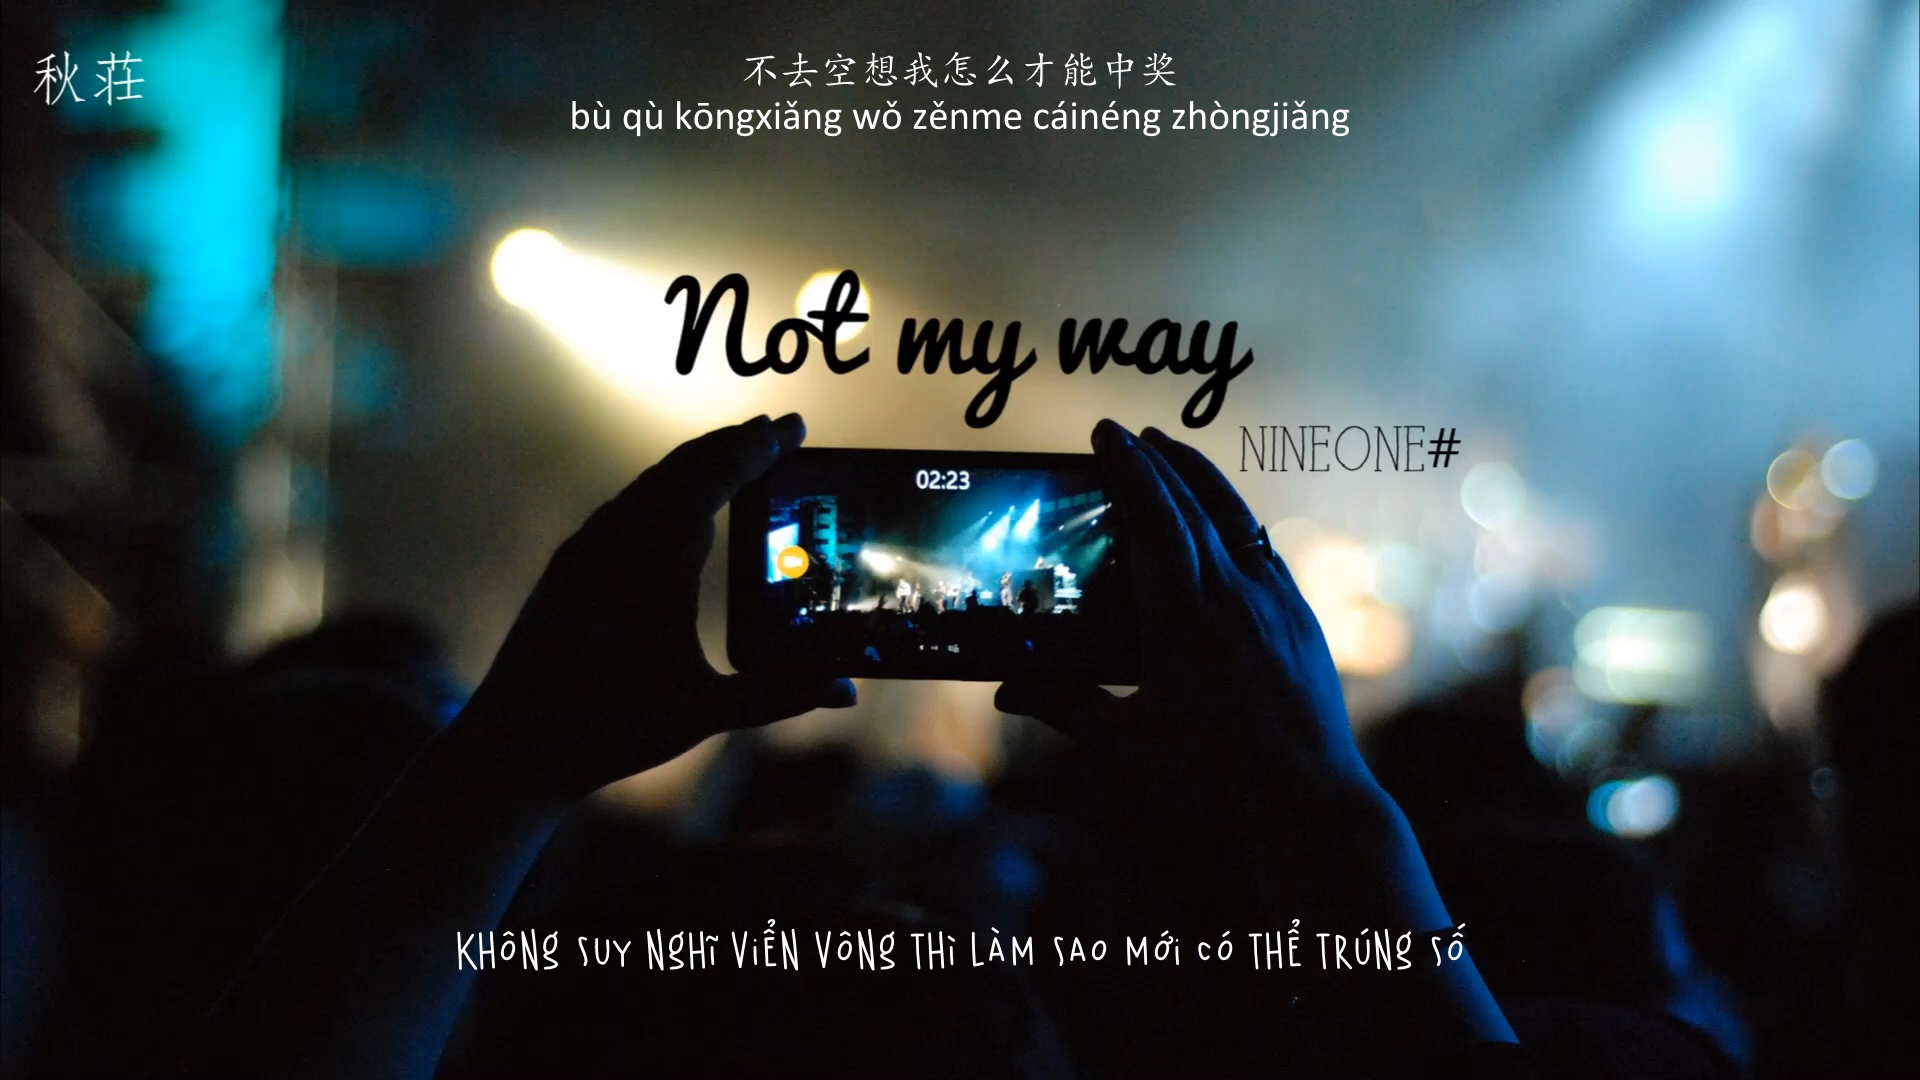 秋荘
不去空想我怎么才能中奖
bù qù kōngxiǎng wǒ zěnme cáinéng zhòngjiǎng
Not my way
NINEONE#
02:23
KHÔNG SUY NGHĨ VIỂN VÔNG THÌ LÀM SAO MỚI CÓ THỂ TRÚNG SỐ